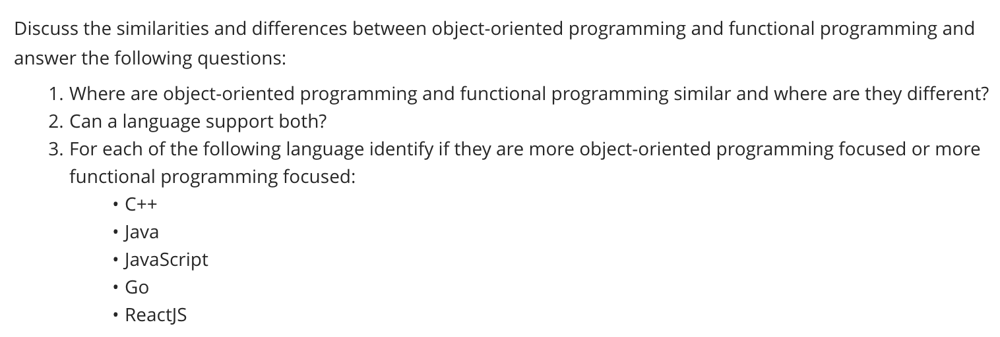 Discuss the similarities and differences between object-oriented programming and functional programming and
answer the following questions:
1. Where are object-oriented programming and functional programming similar and where are they different?
2. Can a language support both?
3. For each of the following language identify if they are more object-oriented programming focused or more
functional programming focused:
• C++
• Java
• JavaScript
• Go
• ReactJS